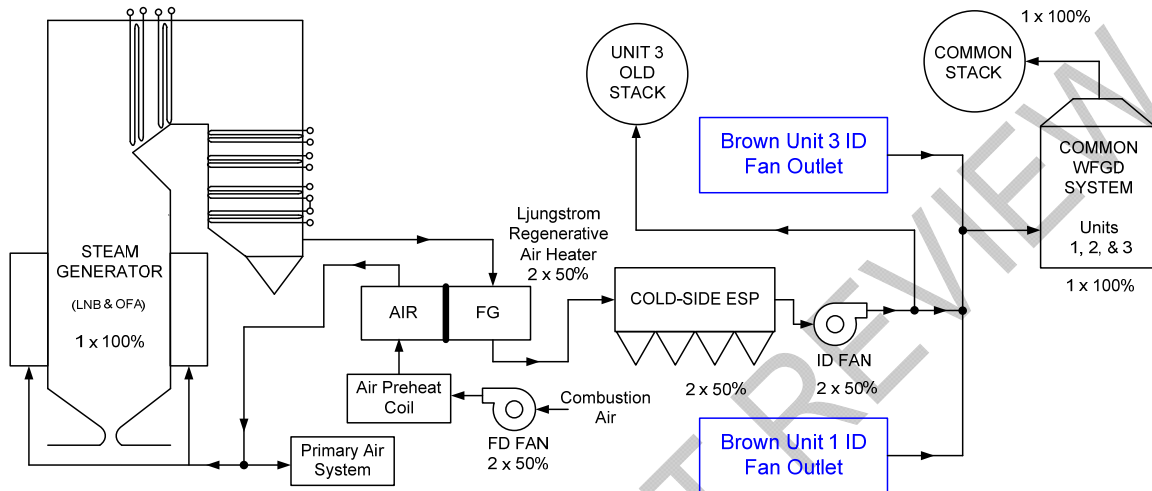 1 x 100%
UNIT 3
OLD
STACK
COMMON
STACK
Brown Unit 3 ID
Fan Outlet
COMMON
WFGD
SYSTEM
Units
1, 2, & 3
1 x 100%
Ljungstrom
Regenerative
Air Heater
2 x 50%
STEAM
GENERATOR
(LNB & OFA)
1 x 100%
AIR
FG
COLD-SIDE ESP
2 x 50%
ID FAN
2 x 50%
Air Preheat
Coil
Combustion
Air
FD FAN
2 x 50%
Primary Air
System
Brown Unit 1 ID
Fan Outlet
REVIEW